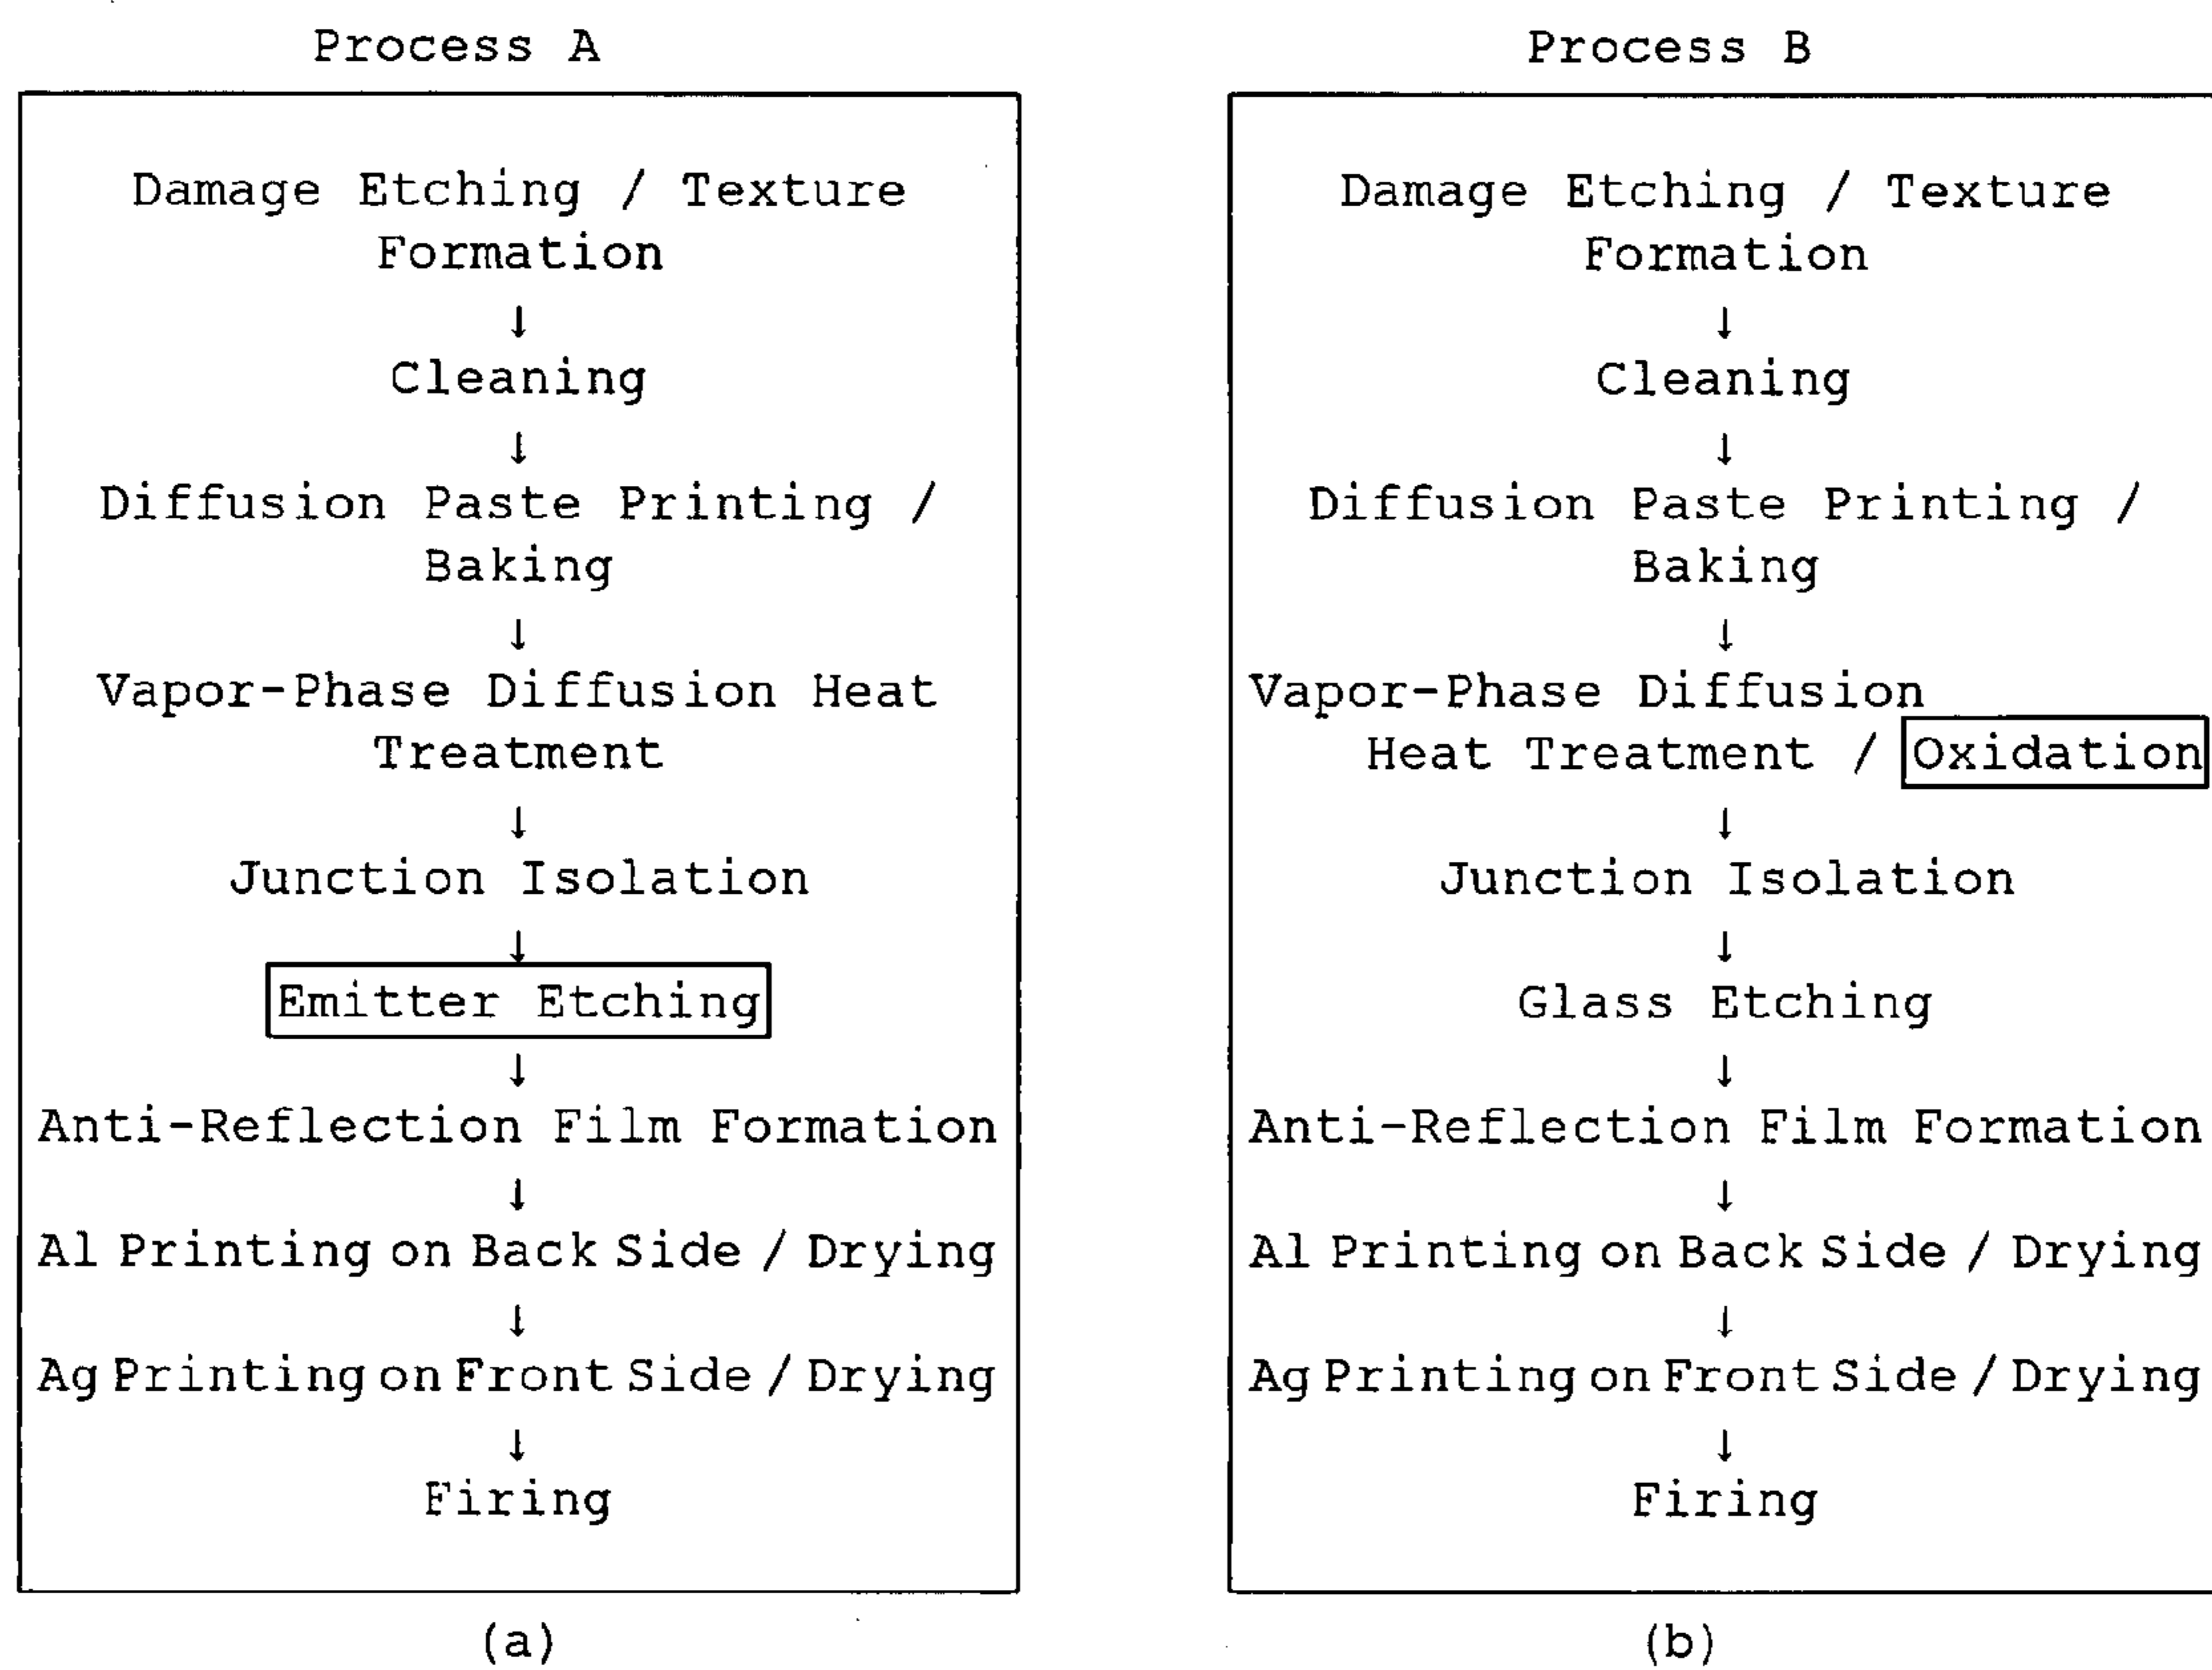 Process A
Damage Etching / Texture
Formation
↓
Cleaning
↓
Diffusion Paste Printing /
Baking
↓
Vapor-Phase Diffusion Heat
Treatment
↓
Junction Isolation
↓
Emitter Etching
↓
Anti-Reflection Film Formation
↓
Al Printing on Back Side / Drying
↓
Ag Printing on Front Side / Drying
↓
Firing
(a)
Process B
Damage Etching / Texture
Formation
↓
Cleaning
↓
Diffusion Paste Printing /
Baking
↓
Vapor-Phase Diffusion
Heat Treatment / Oxidation
↓
Junction Isolation
↓
Glass Etching
↓
Anti-Reflection Film Formation
↓
Al Printing on Back Side / Drying
↓
Ag Printing on Front Side / Drying
↓
Firing
(b)